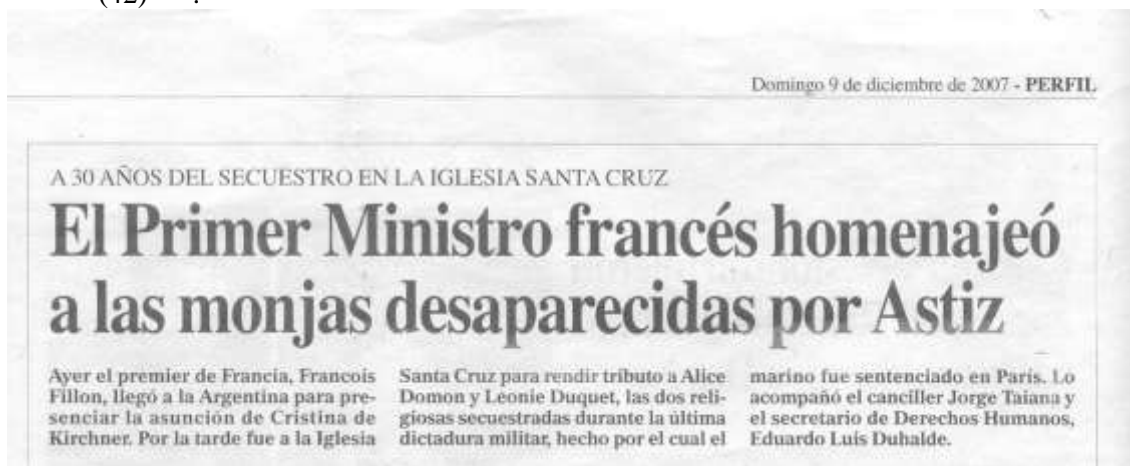 Domingo 9 de diciembre de 2007 - PERFIL
A 30 AÑOS DEL SECUESTRO EN LA IGLESIA SANTA CRUZ
El Primer Ministro francés homenajeó
a las monjas desaparecidas por Astiz
Ayer el premier de Francia, Francois
Fillon, llegó a la Argentina para pre-
senciar la asunción de Cristina de
Kirchner. Por la tarde fue a la Iglesia
Santa Cruz para rendir tributo a Alice
Domon y Léonie Duquet, las dos reli-
giosas secuestradas durante la última
dictadura militar, hecho por el cual el
marino fue sentenciado en París. Lo
acompañó el canciller Jorge Taiana y
el secretario de Derechos Humanos,
Eduardo Luis Duhalde.